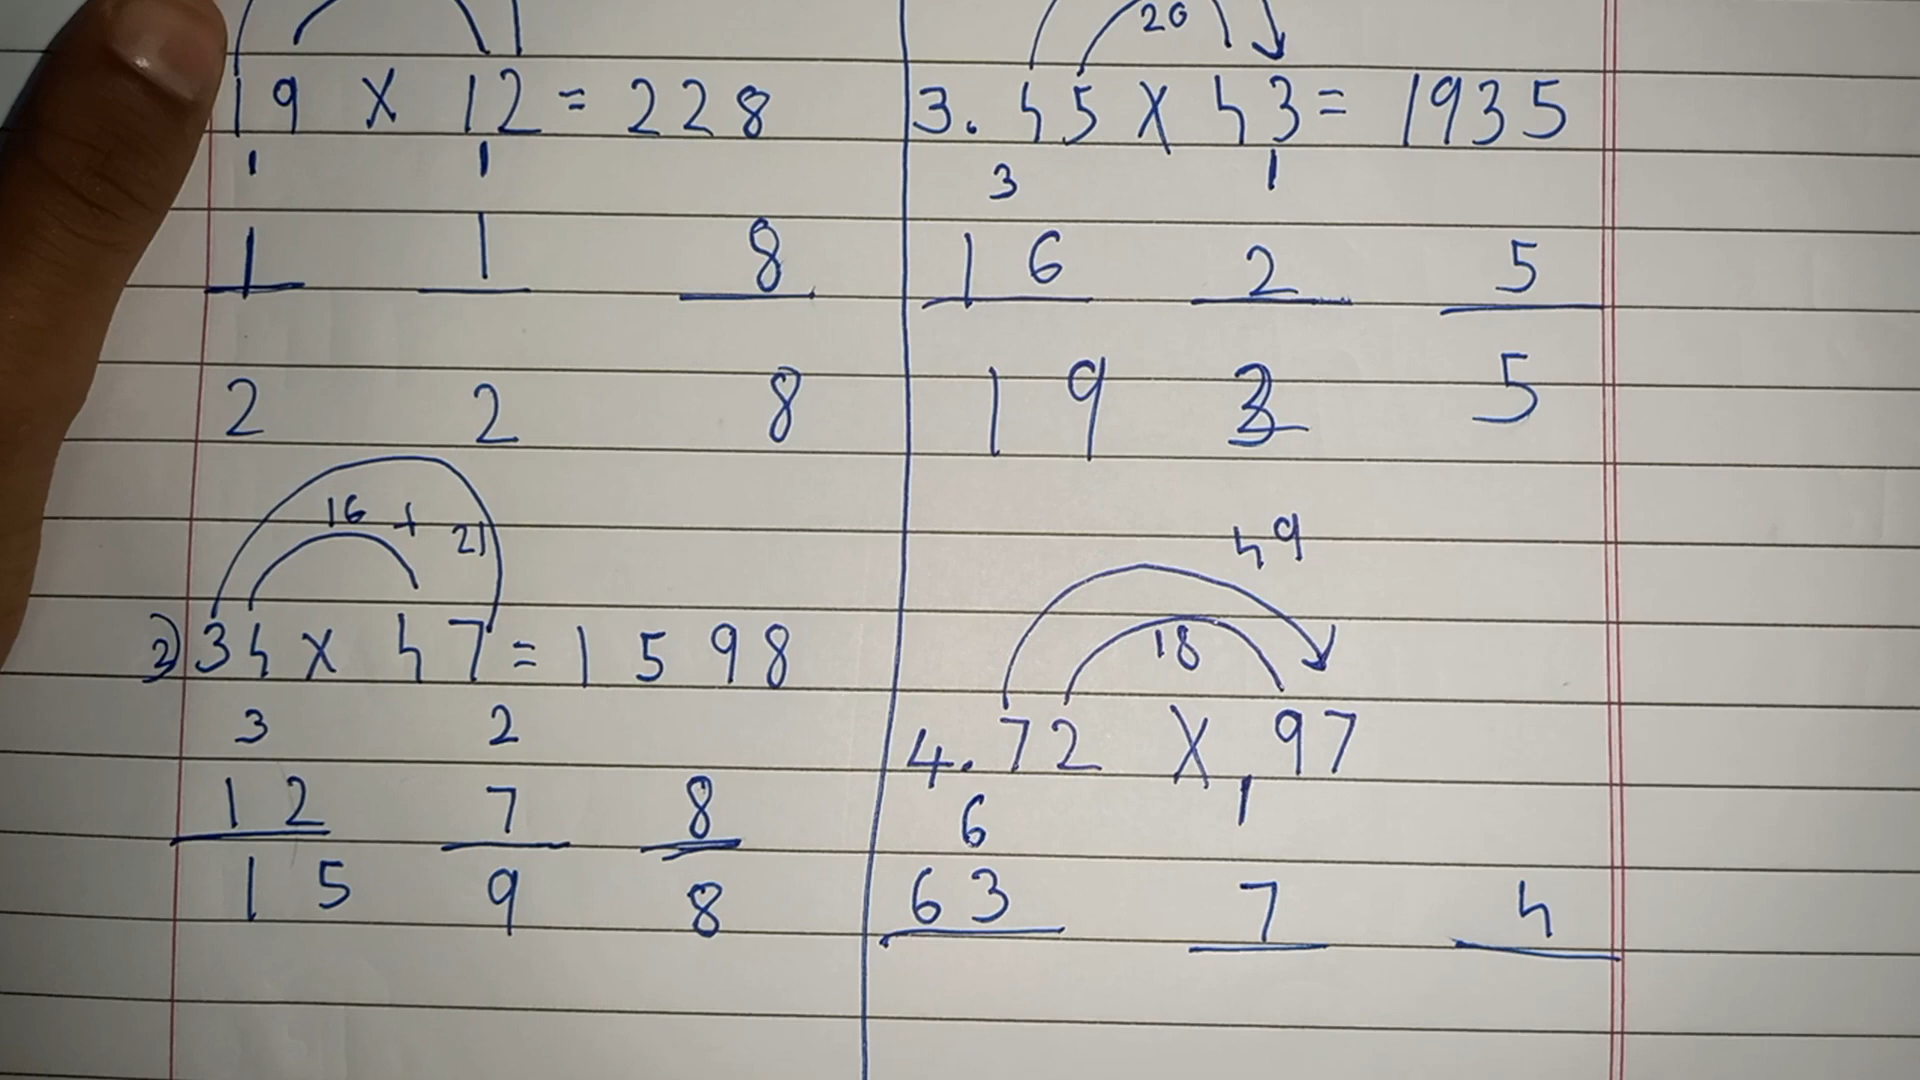 19 X 12 = 228
1 1
1 1 8
2 2 8
16 + 21
2) 34 X 47 = 1598
3 2
12 7 8
15 9 8
20
3. 45 X 43 = 1935
3 1
16 2 5
19 3 5
49
18
4. 72 X 97
6 1
63 7 4